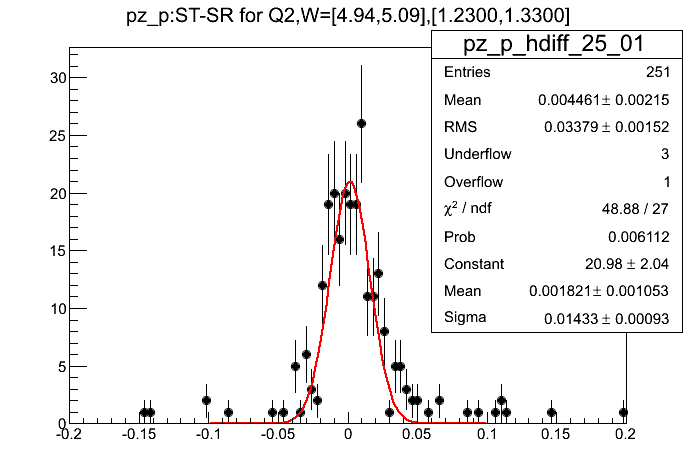 pz_p:ST-SR for Q2,W=[4.94,5.09],[1.2300,1.3300]
pz_p_hdiff_25_01
Entries 251
Mean 0.004461± 0.00215
RMS 0.03379 ± 0.00152
Underflow 3
Overflow 1
χ² / ndf 48.88 / 27
Prob 0.006112
Constant 20.98 ± 2.04
Mean 0.001821± 0.001053
Sigma 0.01433 ± 0.00093
30
25
20
15
10
5
0
-0.2 -0.15 -0.1 -0.05 0 0.05 0.1 0.15 0.2